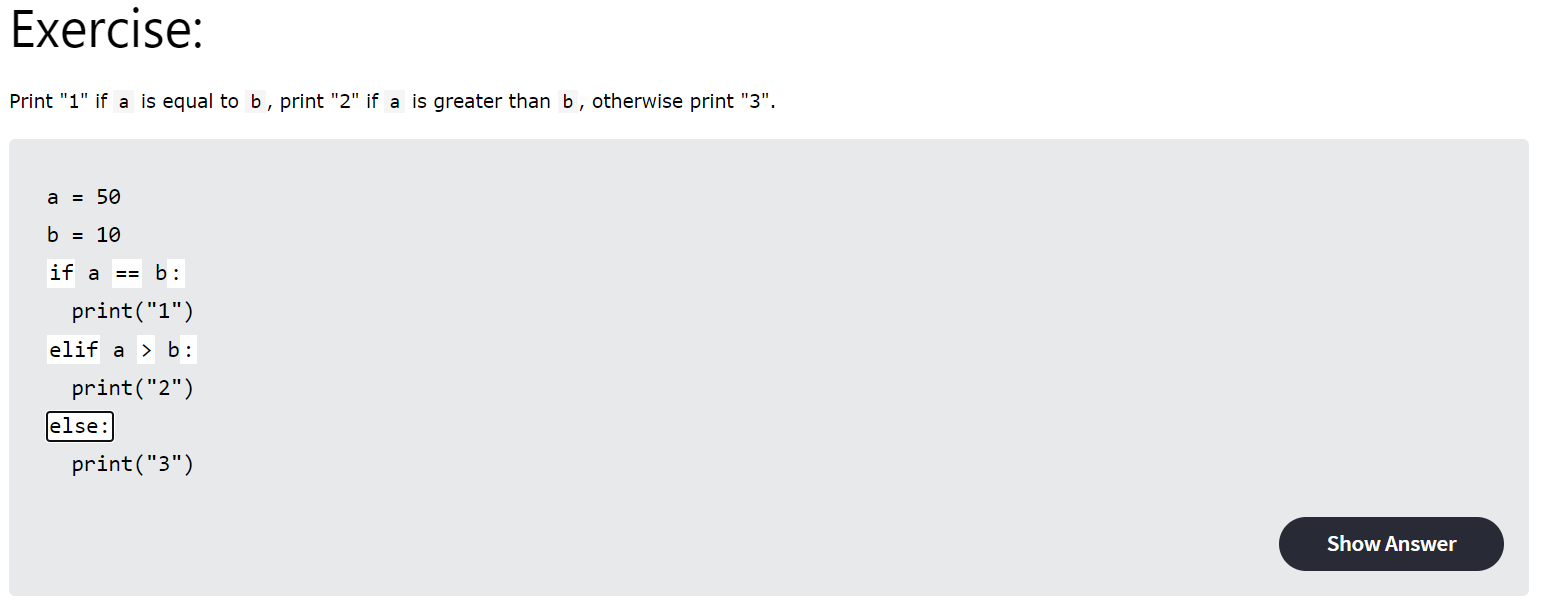 Exercise:
Print "1" if a is equal to b, print "2" if a is greater than b, otherwise print "3".
a = 50
b = 10
if a == b:
  print("1")
elif a > b:
  print("2")
else:
  print("3")
Show Answer